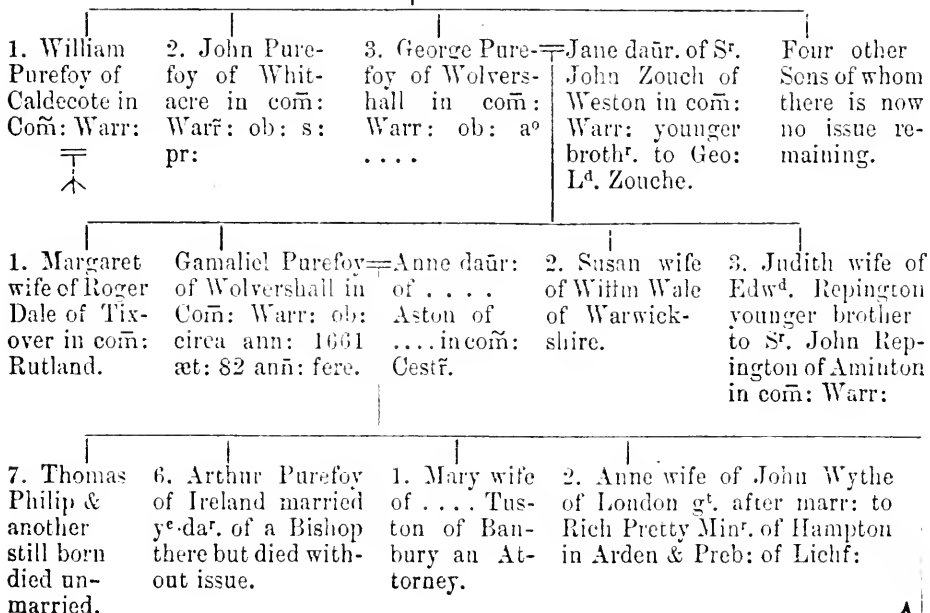 1. William
Purefoy of
Caldecote in
Com̃: Warr:
2. John Pure-
foy of Whit-
acre in com̄:
Warr̃: ob: s:
pr:
3. George Pure-
foy of Wolvers-
hall in com̄:
Warr: ob: aº
. . . .
Jane daūr. of Sʳ.
John Zouch of
Weston in com̄:
Warr: younger
brothʳ. to Geo:
Lᵈ. Zouche.
Four other
Sons of whom
there is now
no issue re-
maining.
1. Margaret
wife of Roger
Dale of Tix-
over in com̄:
Rutland.
Gamaliel Purefoy
of Wolvershall in
Com̄: Warr: ob:
circa ann: 1661
æt: 82 ann̄: fere.
Anne daūr:
of . . . .
Aston of
. . . . in com̃:
Cestr̃.
2. Susan wife
of Willm Wale
of Warwick-
shire.
3. Judith wife of
Edwᵈ. Repington
younger brother
to Sʳ. John Rep-
ington of Aminton
in com̄: Warr:
7. Thomas
Philip &
another
still born
died un-
married.
6. Arthur Purefoy
of Ireland married
yᵉ. daʳ. of a Bishop
there but died with-
out issue.
1. Mary wife
of . . . . Tus-
ton of Ban-
bury an At-
torney.
2. Anne wife of John Wythe
of London gᵗ. after marr: to
Rich Pretty Minʳ. of Hampton
in Arden & Preb: of Lichf:
A